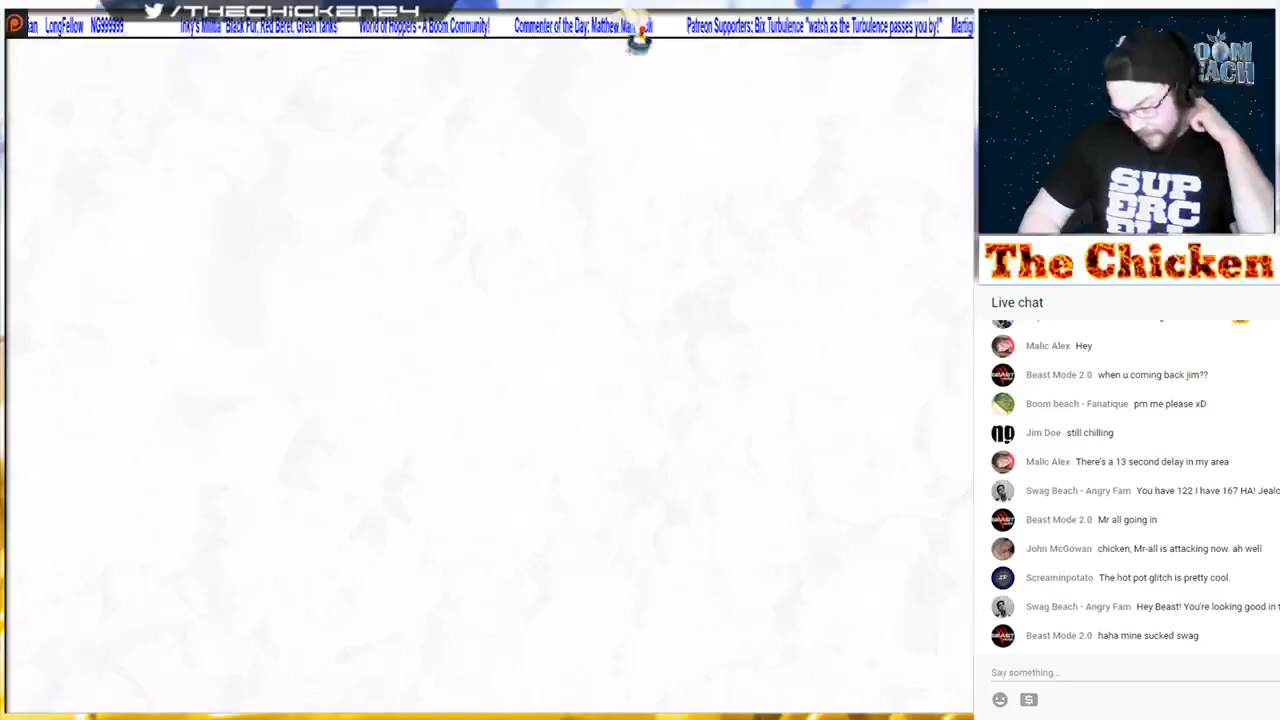 /THECHICKEN24
LongFellow NG999999 Inky's Militia "Black Fur, Red Beret, Green Tanks" World of Hoppers - A Boom Community! Commenter of the Day: Matthew Patreon Supporters: Bix Turbulence "watch as the Turbulence passes you by!"
SUP
ERC
ELL
The Chicken
Live chat
Malic Alex Hey
Beast Mode 2.0 when u coming back jim??
Boom beach - Fanatique pm me please xD
Jim Doe still chilling
Malic Alex There's a 13 second delay in my area
Swag Beach - Angry Fam You have 122 I have 167 HA! Jealo
Beast Mode 2.0 Mr all going in
John McGowan chicken, Mr-all is attacking now. ah well
Screaminpotato The hot pot glitch is pretty cool.
Swag Beach - Angry Fam Hey Beast! You're looking good in t
Beast Mode 2.0 haha mine sucked swag
Say something...